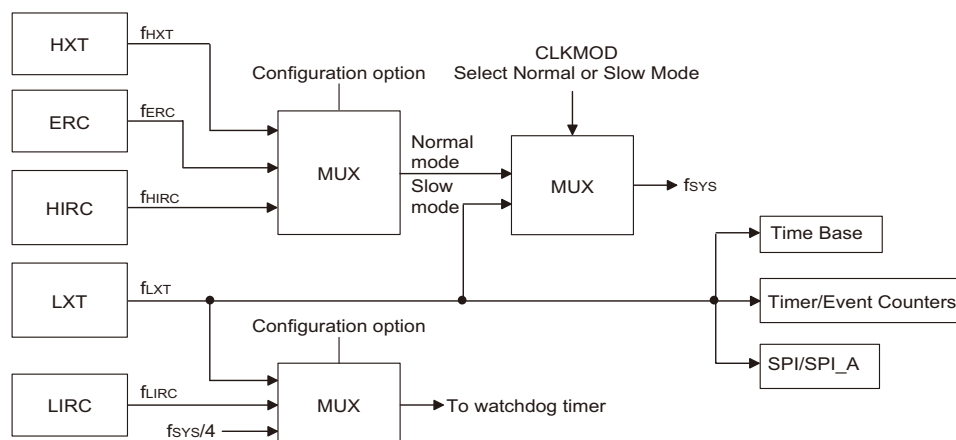 HXT
fHXT
CLKMOD
Select Normal or Slow Mode
Configuration option
ERC
fERC
MUX
Normal
mode
Slow
mode
MUX
fSYS
HIRC
fHIRC
Time Base
LXT
fLXT
Timer/Event Counters
Configuration option
SPI/SPI_A
LIRC
fLIRC
MUX
To watchdog timer
fSYS/4